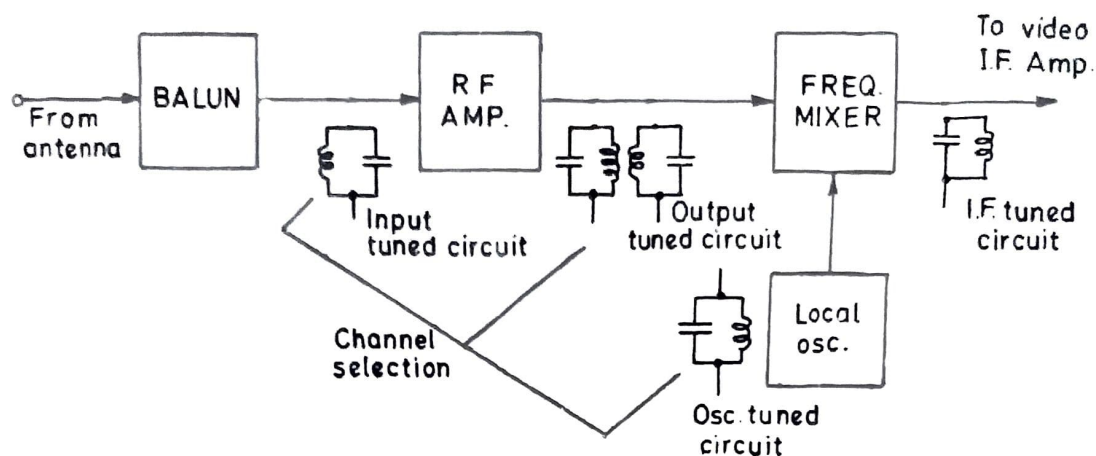 To video
I.F. Amp.
From
antenna
BALUN
R F
AMP.
FREQ.
MIXER
Input
tuned circuit
Output
tuned circuit
I.F. tuned
circuit
Channel
selection
Local
osc.
Osc. tuned
circuit